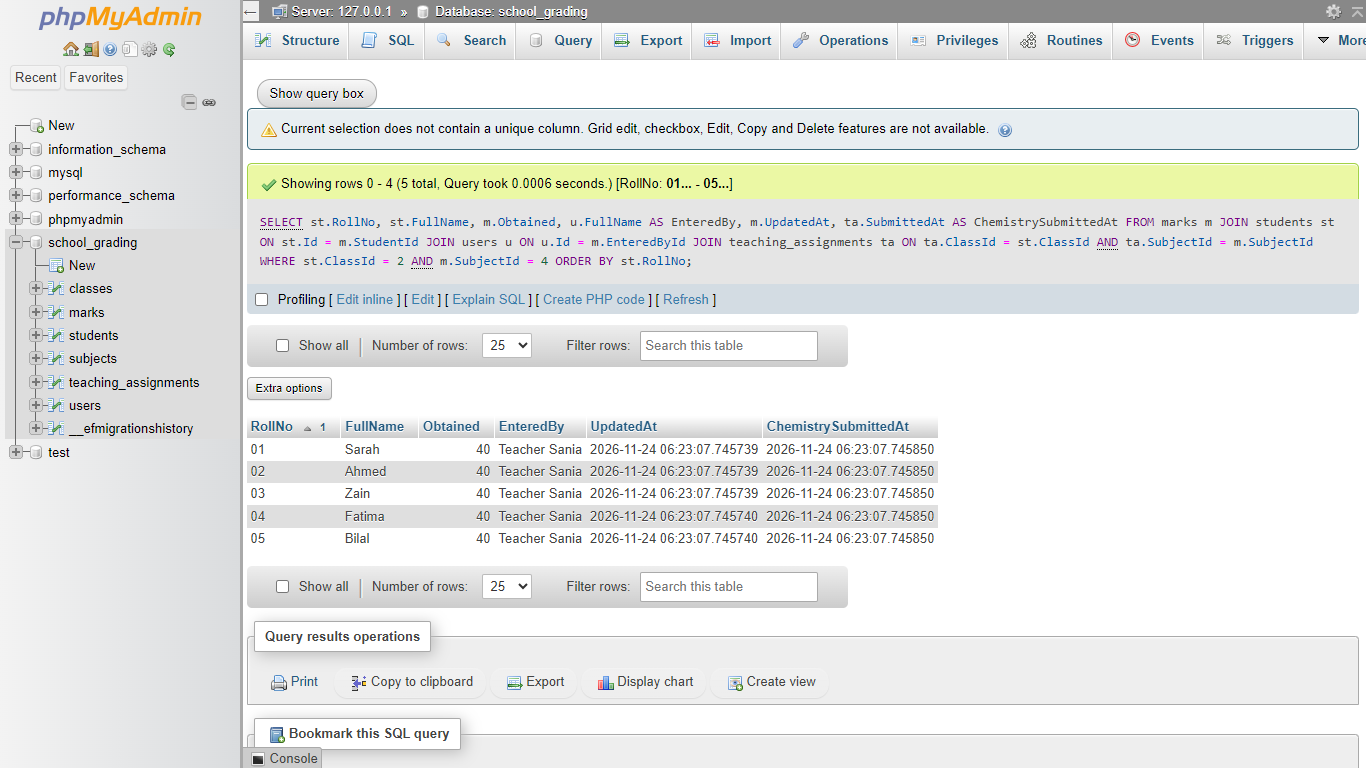 phpMyAdmin
Recent Favorites
New
information_schema
mysql
performance_schema
phpmyadmin
school_grading
New
classes
marks
students
subjects
teaching_assignments
users
__efmigrationshistory
test
Server: 127.0.0.1 » Database: school_grading
Structure SQL Search Query Export Import Operations Privileges Routines Events Triggers More
Show query box
Current selection does not contain a unique column. Grid edit, checkbox, Edit, Copy and Delete features are not available.
Showing rows 0 - 4 (5 total, Query took 0.0006 seconds.) [RollNo: 01... - 05...]
SELECT st.RollNo, st.FullName, m.Obtained, u.FullName AS EnteredBy, m.UpdatedAt, ta.SubmittedAt AS ChemistrySubmittedAt FROM marks m JOIN students st
ON st.Id = m.StudentId JOIN users u ON u.Id = m.EnteredById JOIN teaching_assignments ta ON ta.ClassId = st.ClassId AND ta.SubjectId = m.SubjectId
WHERE st.ClassId = 2 AND m.SubjectId = 4 ORDER BY st.RollNo;
Profiling [ Edit inline ] [ Edit ] [ Explain SQL ] [ Create PHP code ] [ Refresh ]
Show all Number of rows: 25 Filter rows: Search this table
Extra options
RollNo 1 FullName Obtained EnteredBy UpdatedAt ChemistrySubmittedAt
01 Sarah 40 Teacher Sania 2026-11-24 06:23:07.745739 2026-11-24 06:23:07.745850
02 Ahmed 40 Teacher Sania 2026-11-24 06:23:07.745739 2026-11-24 06:23:07.745850
03 Zain 40 Teacher Sania 2026-11-24 06:23:07.745739 2026-11-24 06:23:07.745850
04 Fatima 40 Teacher Sania 2026-11-24 06:23:07.745740 2026-11-24 06:23:07.745850
05 Bilal 40 Teacher Sania 2026-11-24 06:23:07.745740 2026-11-24 06:23:07.745850
Show all Number of rows: 25 Filter rows: Search this table
Query results operations
Print Copy to clipboard Export Display chart Create view
Bookmark this SQL query
Console